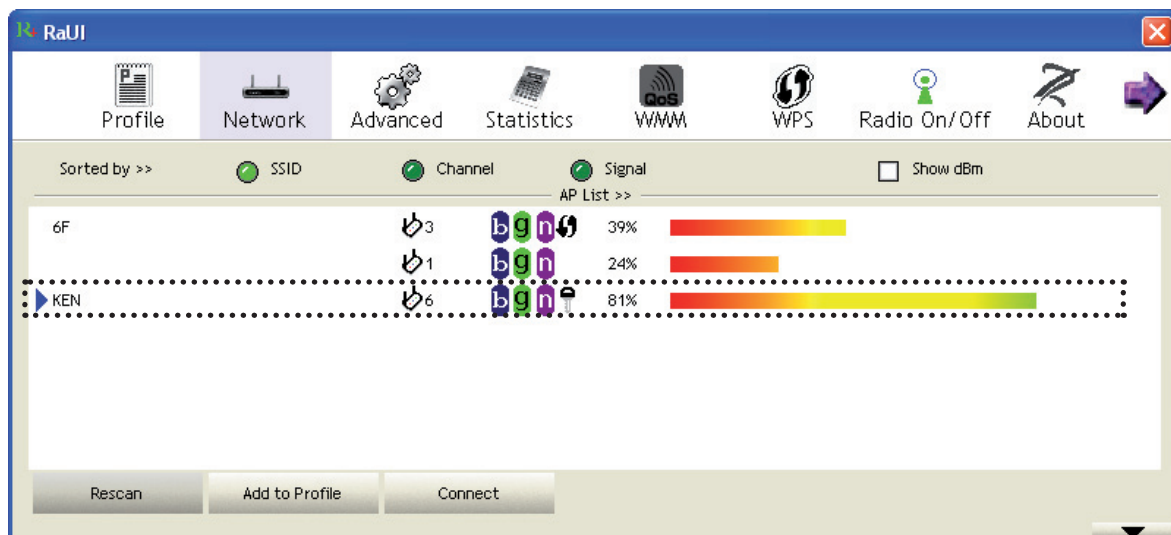 RaUI
Profile Network Advanced Statistics QoS WMM WPS Radio On/Off About
Sorted by >> SSID Channel Signal Show dBm
AP List >>
6F 3 b g n 39%
1 b g n 24%
KEN 6 b g n 81%
Rescan Add to Profile Connect